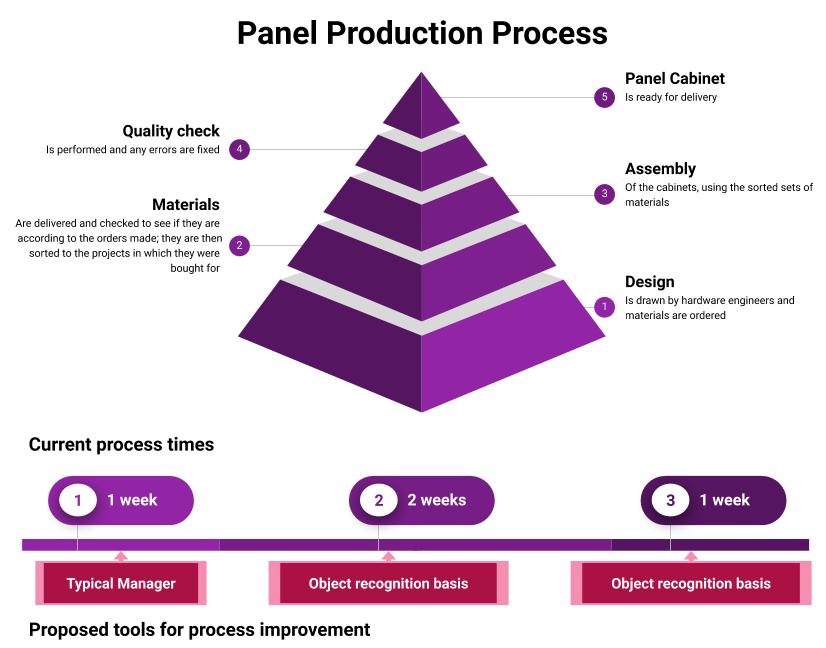 Panel Production Process
Panel Cabinet
5
Is ready for delivery
Quality check
Is performed and any errors are fixed
4
Assembly
3
Of the cabinets, using the sorted sets of
materials
Materials
Are delivered and checked to see if they are
according to the orders made; they are then
sorted to the projects in which they were
bought for
2
Design
1
Is drawn by hardware engineers and
materials are ordered
Current process times
1 1 week
2 2 weeks
3 1 week
Typical Manager
Object recognition basis
Object recognition basis
Proposed tools for process improvement